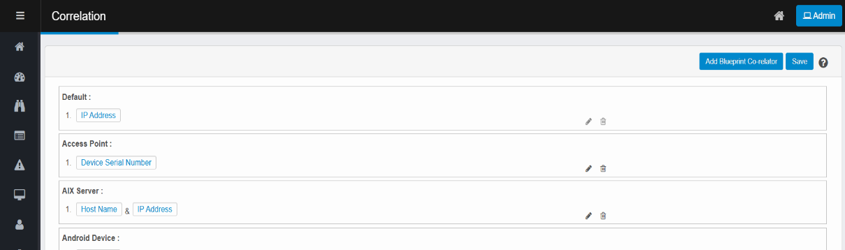 Correlation
Admin
Add Blueprint Co-relator Save ?
Default :
1. IP Address
Access Point :
1. Device Serial Number
AIX Server :
1. Host Name & IP Address
Android Device :